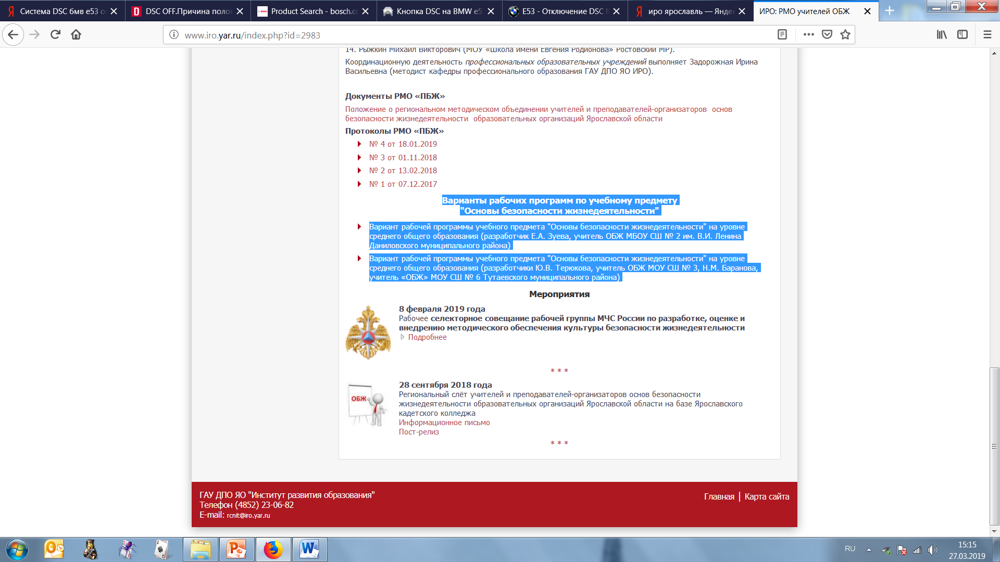 Система DSC бмв е53 о
DSC OFF.Причина поло
Product Search - bosch.c
Кнопка DSC на BMW е5
E53 - Отключение DSC !
иро ярославль — Янде
ИРО: РМО учителей ОБЖ
www.iro.yar.ru/index.php?id=2983
14. Рыжкин Михаил Викторович (МОУ «Школа имени Евгения Родионова» Ростовский МР).
Координационную деятельность профессиональных образовательных учреждений выполняет Задорожная Ирина
Васильевна (методист кафедры профессионального образования ГАУ ДПО ЯО ИРО).
Документы РМО «ПБЖ»
Положение о региональном методическом объединении учителей и преподавателей-организаторов основ
безопасности жизнедеятельности образовательных организаций Ярославской области
Протоколы РМО «ПБЖ»
№ 4 от 18.01.2019
№ 3 от 01.11.2018
№ 2 от 13.02.2018
№ 1 от 07.12.2017
Варианты рабочих программ по учебному предмету
"Основы безопасности жизнедеятельности"
Вариант рабочей программы учебного предмета "Основы безопасности жизнедеятельности" на уровне
среднего общего образования (разработчик Е.А. Зуева, учитель ОБЖ МБОУ СШ № 2 им. В.И. Ленина
Даниловского муниципального района)
Вариант рабочей программы учебного предмета "Основы безопасности жизнедеятельности" на уровне
среднего общего образования (разработчики Ю.В. Терюкова, учитель ОБЖ МОУ СШ № 3, Н.М. Баранова,
учитель «ОБЖ» МОУ СШ № 6 Тутаевского муниципального района)
Мероприятия
8 февраля 2019 года
Рабочее селекторное совещание рабочей группы МЧС России по разработке, оценке и
внедрению методического обеспечения культуры безопасности жизнедеятельности
Подробнее
* * *
ОБЖ
28 сентября 2018 года
Региональный слёт учителей и преподавателей-организаторов основ безопасности
жизнедеятельности образовательных организаций Ярославской области на базе Ярославского
кадетского колледжа
Информационное письмо
Пост-релиз
* * *
ГАУ ДПО ЯО "Институт развития образования"
Телефон (4852) 23-06-82
E-mail: rcnit@iro.yar.ru
Главная | Карта сайта
RU
15:15
27.03.2019